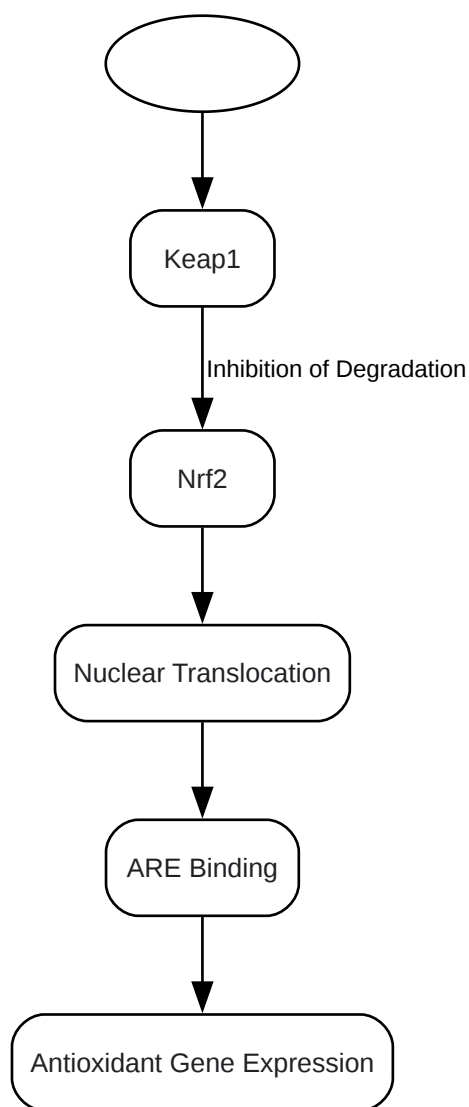 Keap1
Inhibition of Degradation
Nrf2
Nuclear Translocation
ARE Binding
Antioxidant Gene Expression